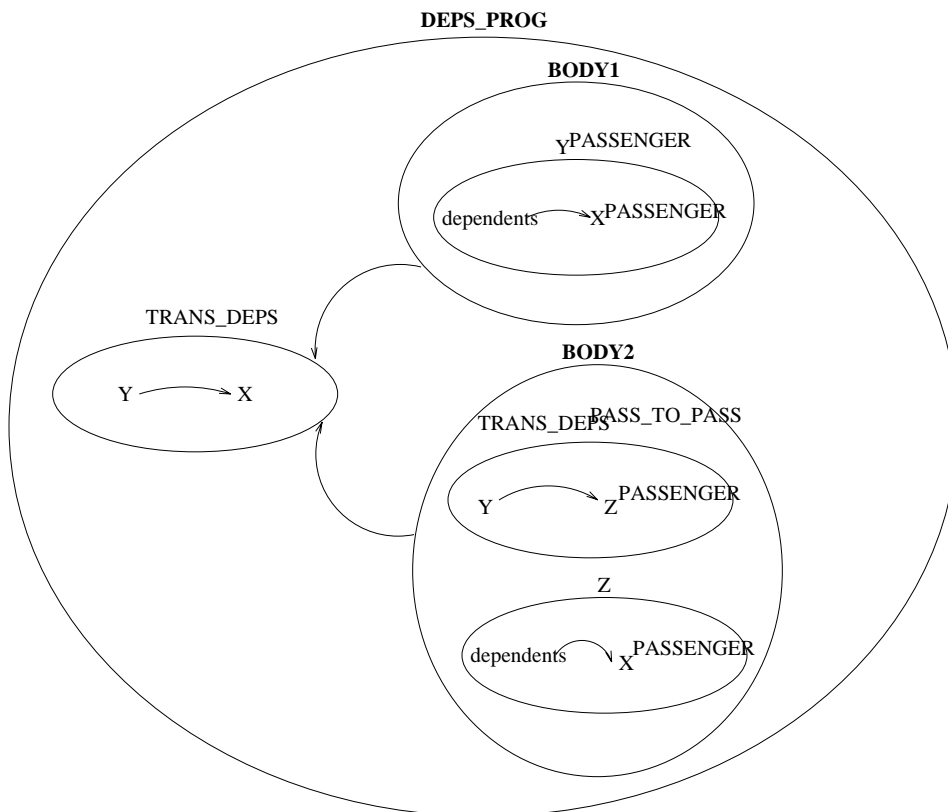 DEPS_PROG
BODY1
Y PASSENGER
dependents X PASSENGER
TRANS_DEPS
Y X
BODY2
TRANS_DEPS PASS_TO_PASS
Y Z PASSENGER
Z
dependents X PASSENGER